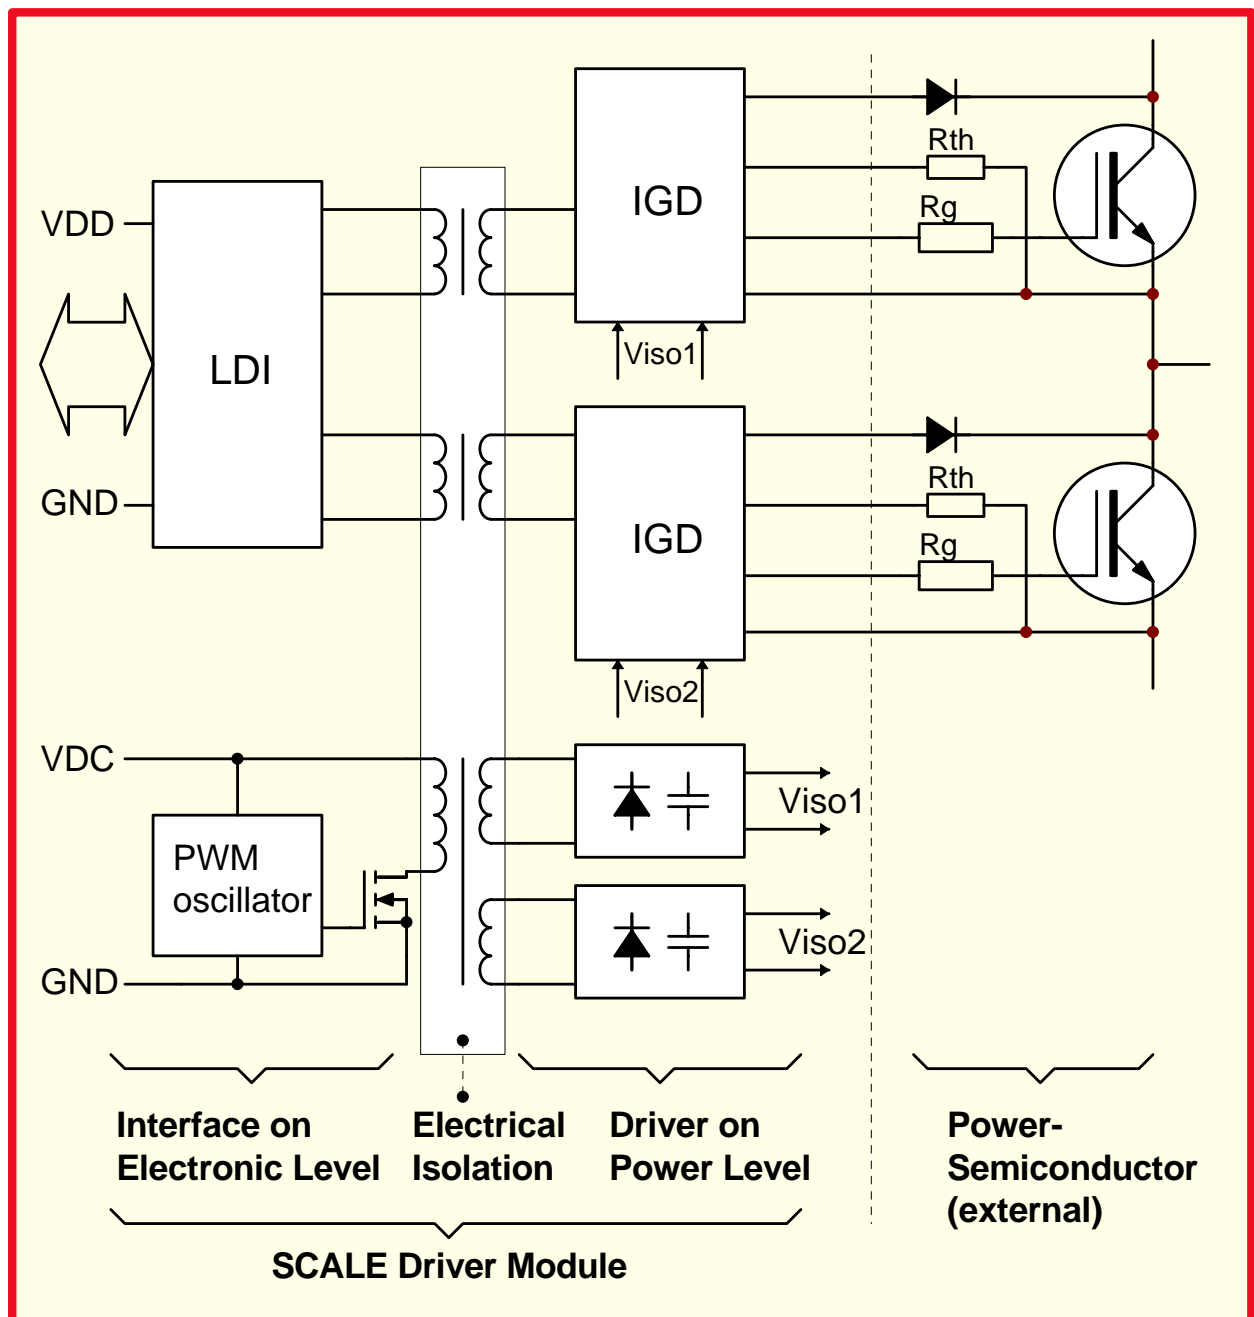 IGD
Rth
Rg
VDD
LDI
Viso1
GND
IGD
Rth
Rg
Viso2
VDC
PWM
oscillator
Viso1
GND
Viso2
Interface on
Electronic Level
Electrical
Isolation
Driver on
Power Level
Power-
Semiconductor
(external)
SCALE Driver Module